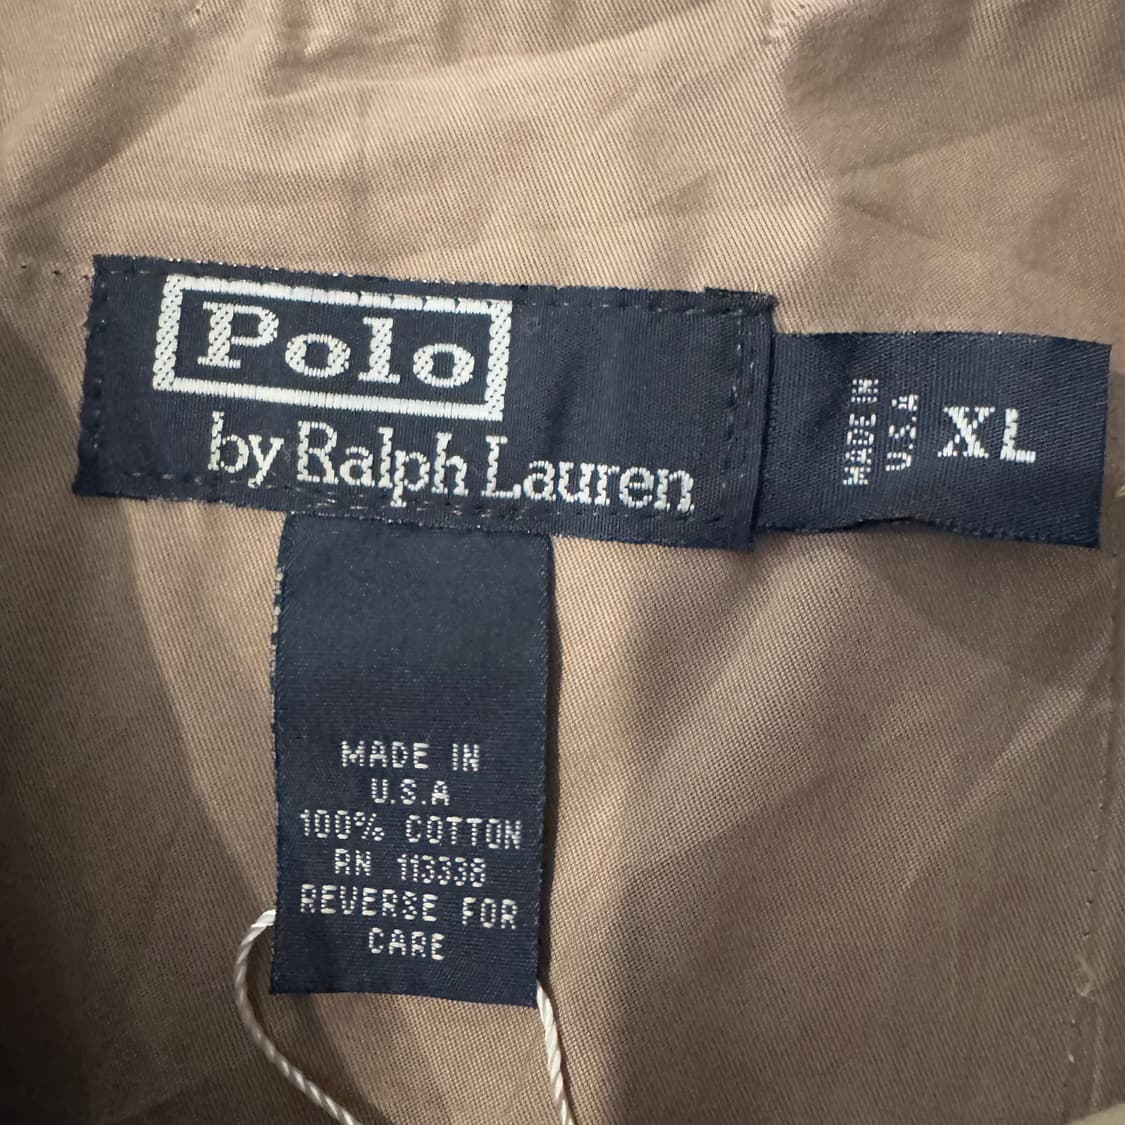 Polo
by Ralph Lauren
MADE IN
U.S.A
XL
MADE IN
U.S.A
100% COTTON
RN 113338
REVERSE FOR
CARE